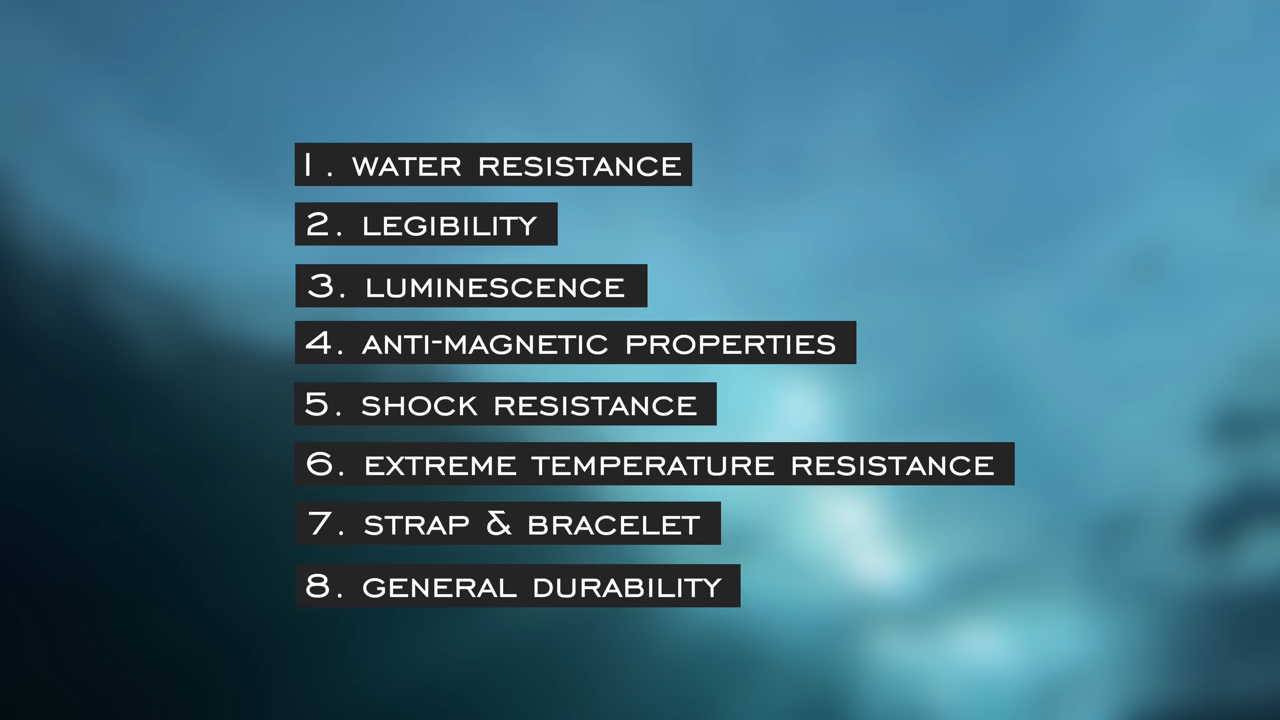 1. WATER RESISTANCE
2. LEGIBILITY
3. LUMINESCENCE
4. ANTI-MAGNETIC PROPERTIES
5. SHOCK RESISTANCE
6. EXTREME TEMPERATURE RESISTANCE
7. STRAP & BRACELET
8. GENERAL DURABILITY